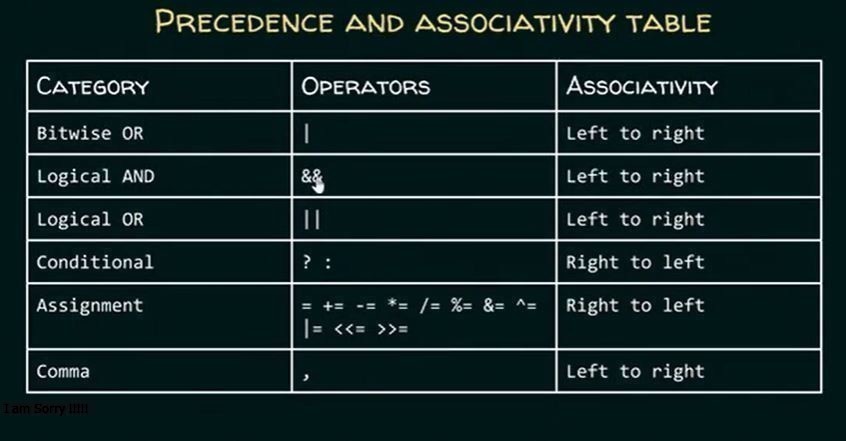 PRECEDENCE AND ASSOCIATIVITY TABLE
CATEGORY OPERATORS ASSOCIATIVITY
Bitwise OR | Left to right
Logical AND && Left to right
Logical OR || Left to right
Conditional ? : Right to left
Assignment = += -= *= /= %= &= ^= Right to left
|= <<= >>=
Comma , Left to right
I am Sorry !!!!!